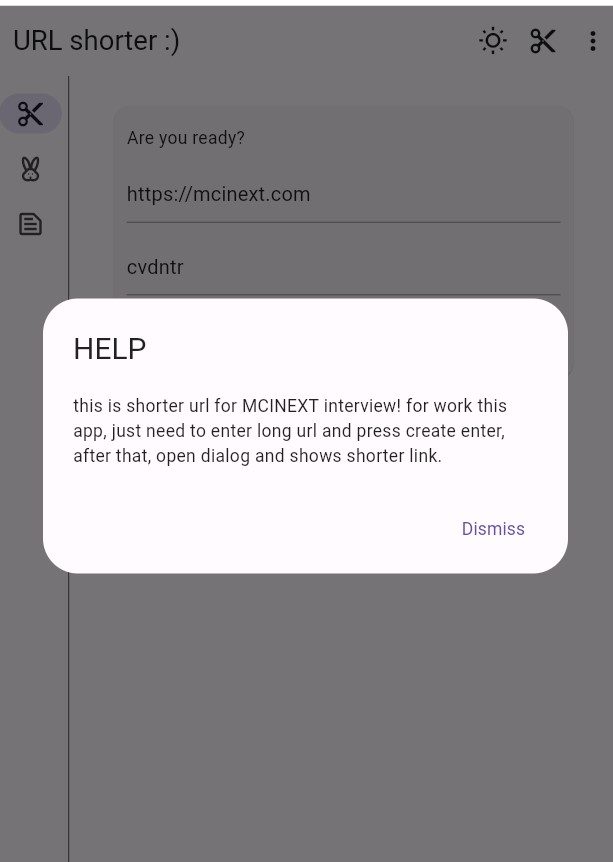 URL shorter :)
Are you ready?
https://mcinext.com
cvdntr
HELP
this is shorter url for MCINEXT interview! for work this
app, just need to enter long url and press create enter,
after that, open dialog and shows shorter link.
Dismiss